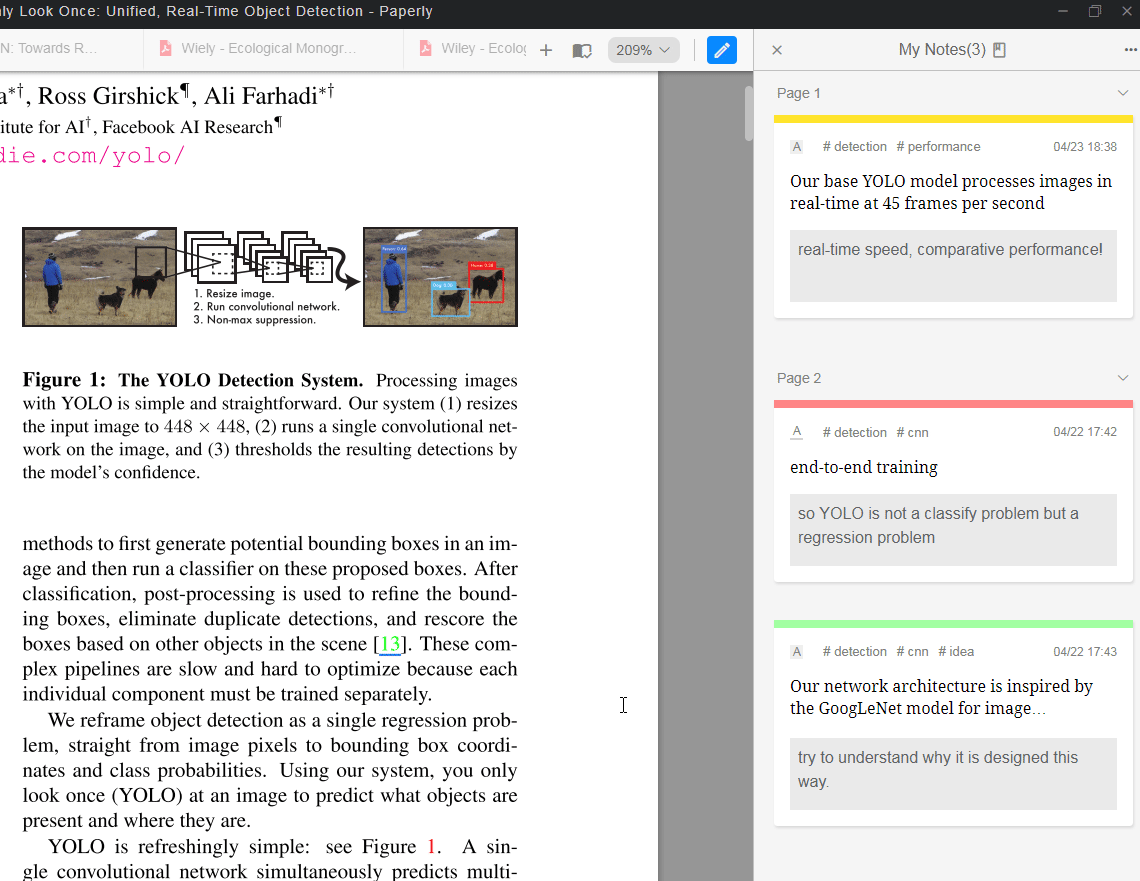 ly Look Once: Unified, Real-Time Object Detection - Paperly
N: Towards R...
Wiely - Ecological Monogr...
Wiley - Ecolog
209%
a*†, Ross Girshick¶, Ali Farhadi*†
itute for AI†, Facebook AI Research¶
die.com/yolo/
Person: 0.64
Horse: 0.28
Dog: 0.30
1. Resize image.
2. Run convolutional network.
3. Non-max suppression.
Figure 1: The YOLO Detection System. Processing images
with YOLO is simple and straightforward. Our system (1) resizes
the input image to 448 × 448, (2) runs a single convolutional net-
work on the image, and (3) thresholds the resulting detections by
the model's confidence.
methods to first generate potential bounding boxes in an im-
age and then run a classifier on these proposed boxes. After
classification, post-processing is used to refine the bound-
ing boxes, eliminate duplicate detections, and rescore the
boxes based on other objects in the scene [13]. These com-
plex pipelines are slow and hard to optimize because each
individual component must be trained separately.
We reframe object detection as a single regression prob-
lem, straight from image pixels to bounding box coordi-
nates and class probabilities. Using our system, you only
look once (YOLO) at an image to predict what objects are
present and where they are.
YOLO is refreshingly simple: see Figure 1. A sin-
gle convolutional network simultaneously predicts multi-
My Notes(3)
Page 1
A # detection # performance 04/23 18:38
Our base YOLO model processes images in
real-time at 45 frames per second
real-time speed, comparative performance!
Page 2
A # detection # cnn 04/22 17:42
end-to-end training
so YOLO is not a classify problem but a
regression problem
A # detection # cnn # idea 04/22 17:43
Our network architecture is inspired by
the GoogLeNet model for image...
try to understand why it is designed this
way.